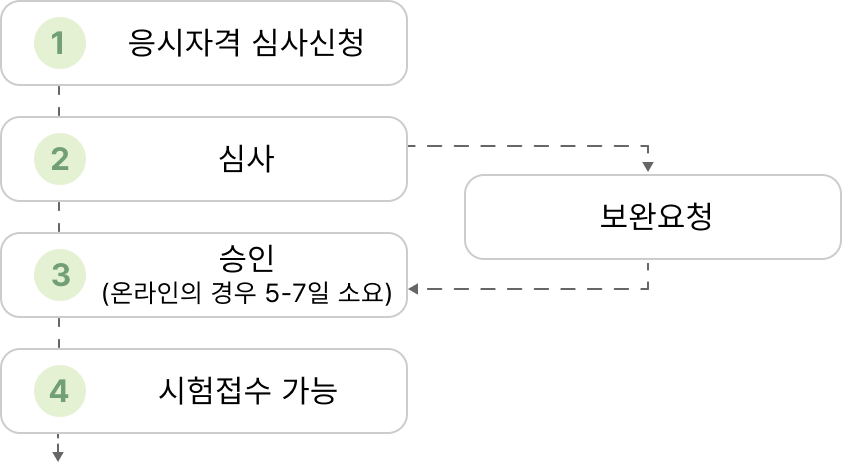 1 응시자격 심사신청
2 심사
보완요청
3 승인
(온라인의 경우 5-7일 소요)
4 시험접수 가능